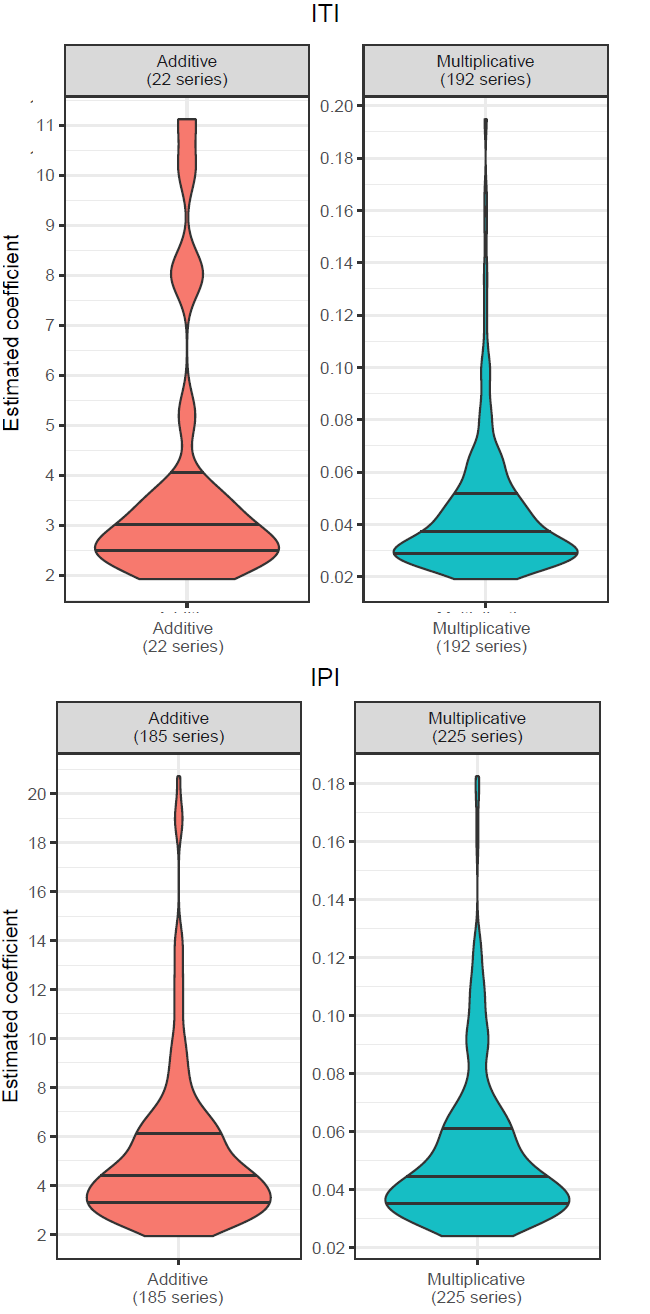 ITI
Additive
(22 series)
Multiplicative
(192 series)
Estimated coefficient
11
10
9
8
7
6
5
4
3
2
0.20
0.18
0.16
0.14
0.12
0.10
0.08
0.06
0.04
0.02
Additive
(22 series)
Multiplicative
(192 series)
IPI
Additive
(185 series)
Multiplicative
(225 series)
Estimated coefficient
20
18
16
14
12
10
8
6
4
2
0.18
0.16
0.14
0.12
0.10
0.08
0.06
0.04
0.02
Additive
(185 series)
Multiplicative
(225 series)